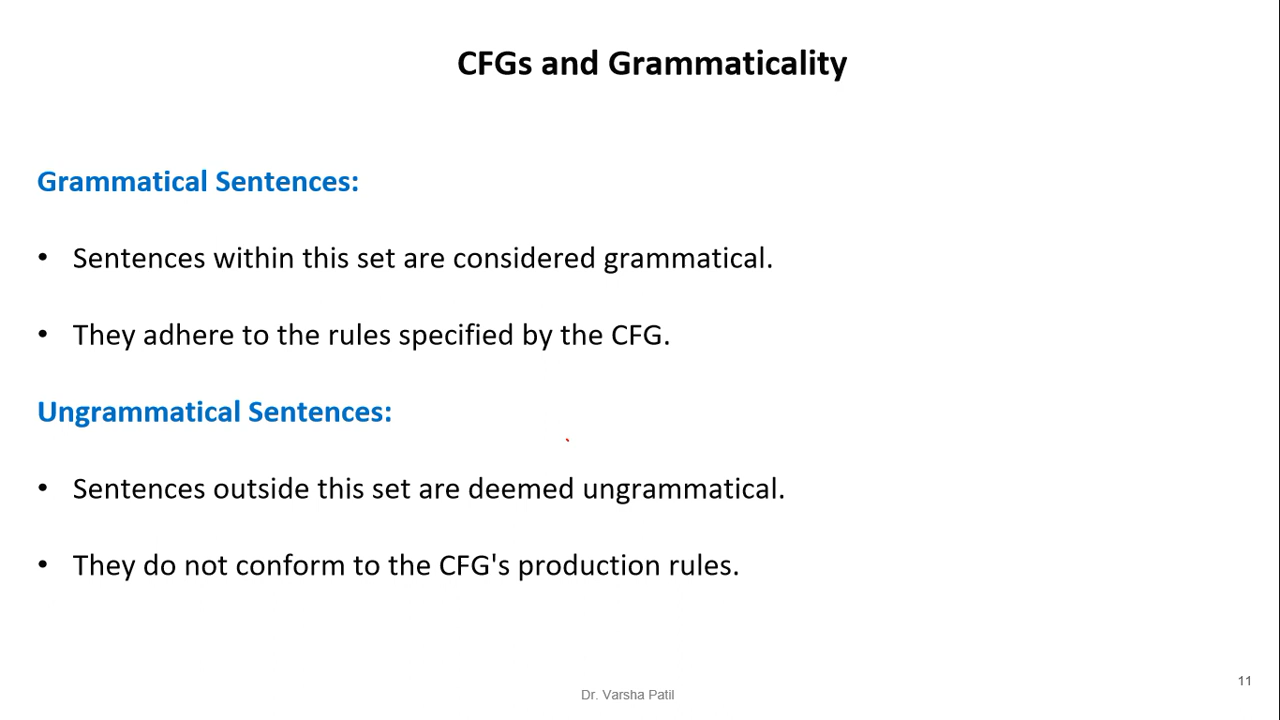 CFGs and Grammaticality
Grammatical Sentences:
• Sentences within this set are considered grammatical.
• They adhere to the rules specified by the CFG.
Ungrammatical Sentences:
• Sentences outside this set are deemed ungrammatical.
• They do not conform to the CFG's production rules.
11
Dr. Varsha Patil